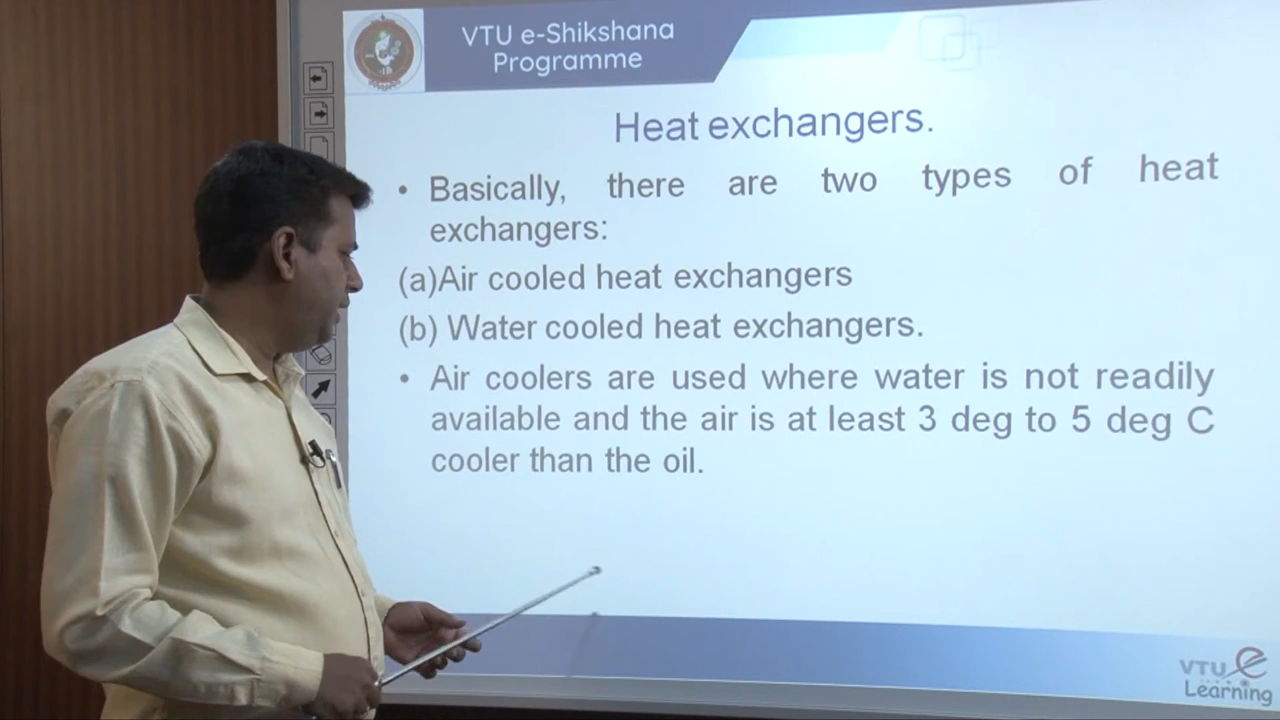 VTU e-Shikshana
Programme
Heat exchangers.
• Basically, there are two types of heat
exchangers:
(a)Air cooled heat exchangers
(b) Water cooled heat exchangers.
• Air coolers are used where water is not readily
available and the air is at least 3 deg to 5 deg C
cooler than the oil.
VTU e
Learning